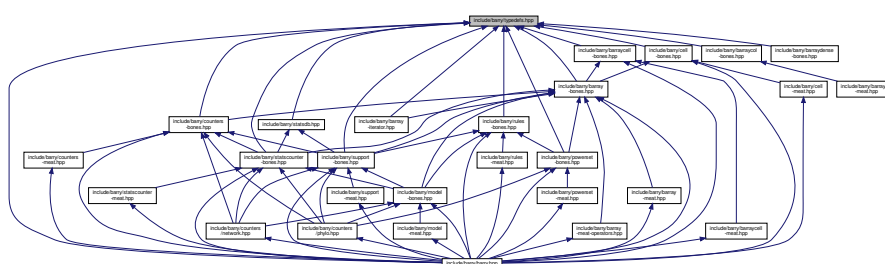 include/barry/typedefs.hpp
include/barry/barraycell
-bones.hpp
include/barry/cell
-bones.hpp
include/barry/barraycol
-bones.hpp
include/barry/barraydense
-bones.hpp
include/barry/barray
-bones.hpp
include/barry/cell
-meat.hpp
include/barry/barray
-meat.hpp
include/barry/counters
-bones.hpp
include/barry/statsdb.hpp
include/barry/barray
-iterator.hpp
include/barry/rules
-bones.hpp
include/barry/counters
-meat.hpp
include/barry/statscounter
-bones.hpp
include/barry/support
-bones.hpp
include/barry/rules
-meat.hpp
include/barry/powerset
-bones.hpp
include/barry/statscounter
-meat.hpp
include/barry/support
-meat.hpp
include/barry/model
-bones.hpp
include/barry/powerset
-meat.hpp
include/barry/barray
-meat.hpp
include/barry/counters
/network.hpp
include/barry/counters
/phylo.hpp
include/barry/model
-meat.hpp
include/barry/barray
-meat-operators.hpp
include/barry/barraycell
-meat.hpp
include/barry/barry.hpp